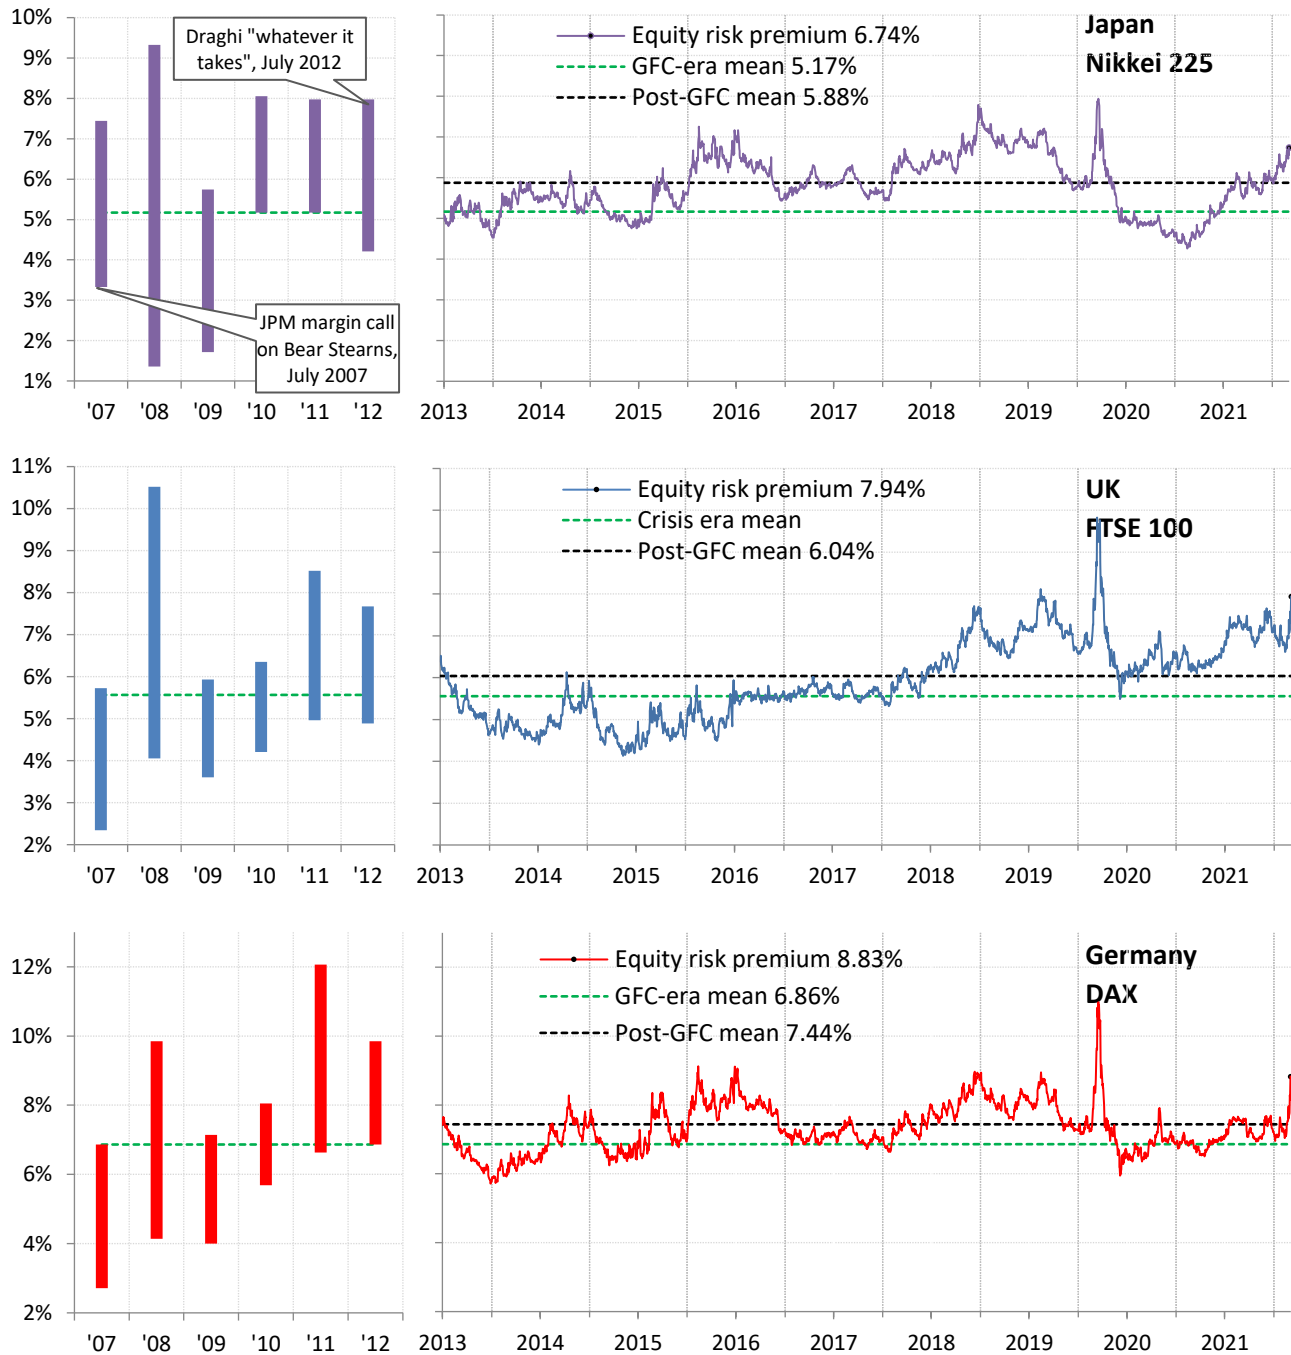 10%
9%
8%
7%
6%
5%
4%
3%
2%
1%
Draghi "whatever it
takes", July 2012
JPM margin call
on Bear Stearns,
July 2007
'07 '08 '09 '10 '11 '12
Equity risk premium 6.74%
GFC-era mean 5.17%
Post-GFC mean 5.88%
Japan
Nikkei 225
2013 2014 2015 2016 2017 2018 2019 2020 2021
11%
10%
9%
8%
7%
6%
5%
4%
3%
2%
'07 '08 '09 '10 '11 '12
Equity risk premium 7.94%
Crisis era mean
Post-GFC mean 6.04%
UK
FTSE 100
2013 2014 2015 2016 2017 2018 2019 2020 2021
12%
10%
8%
6%
4%
2%
'07 '08 '09 '10 '11 '12
Equity risk premium 8.83%
GFC-era mean 6.86%
Post-GFC mean 7.44%
Germany
DAX
2013 2014 2015 2016 2017 2018 2019 2020 2021